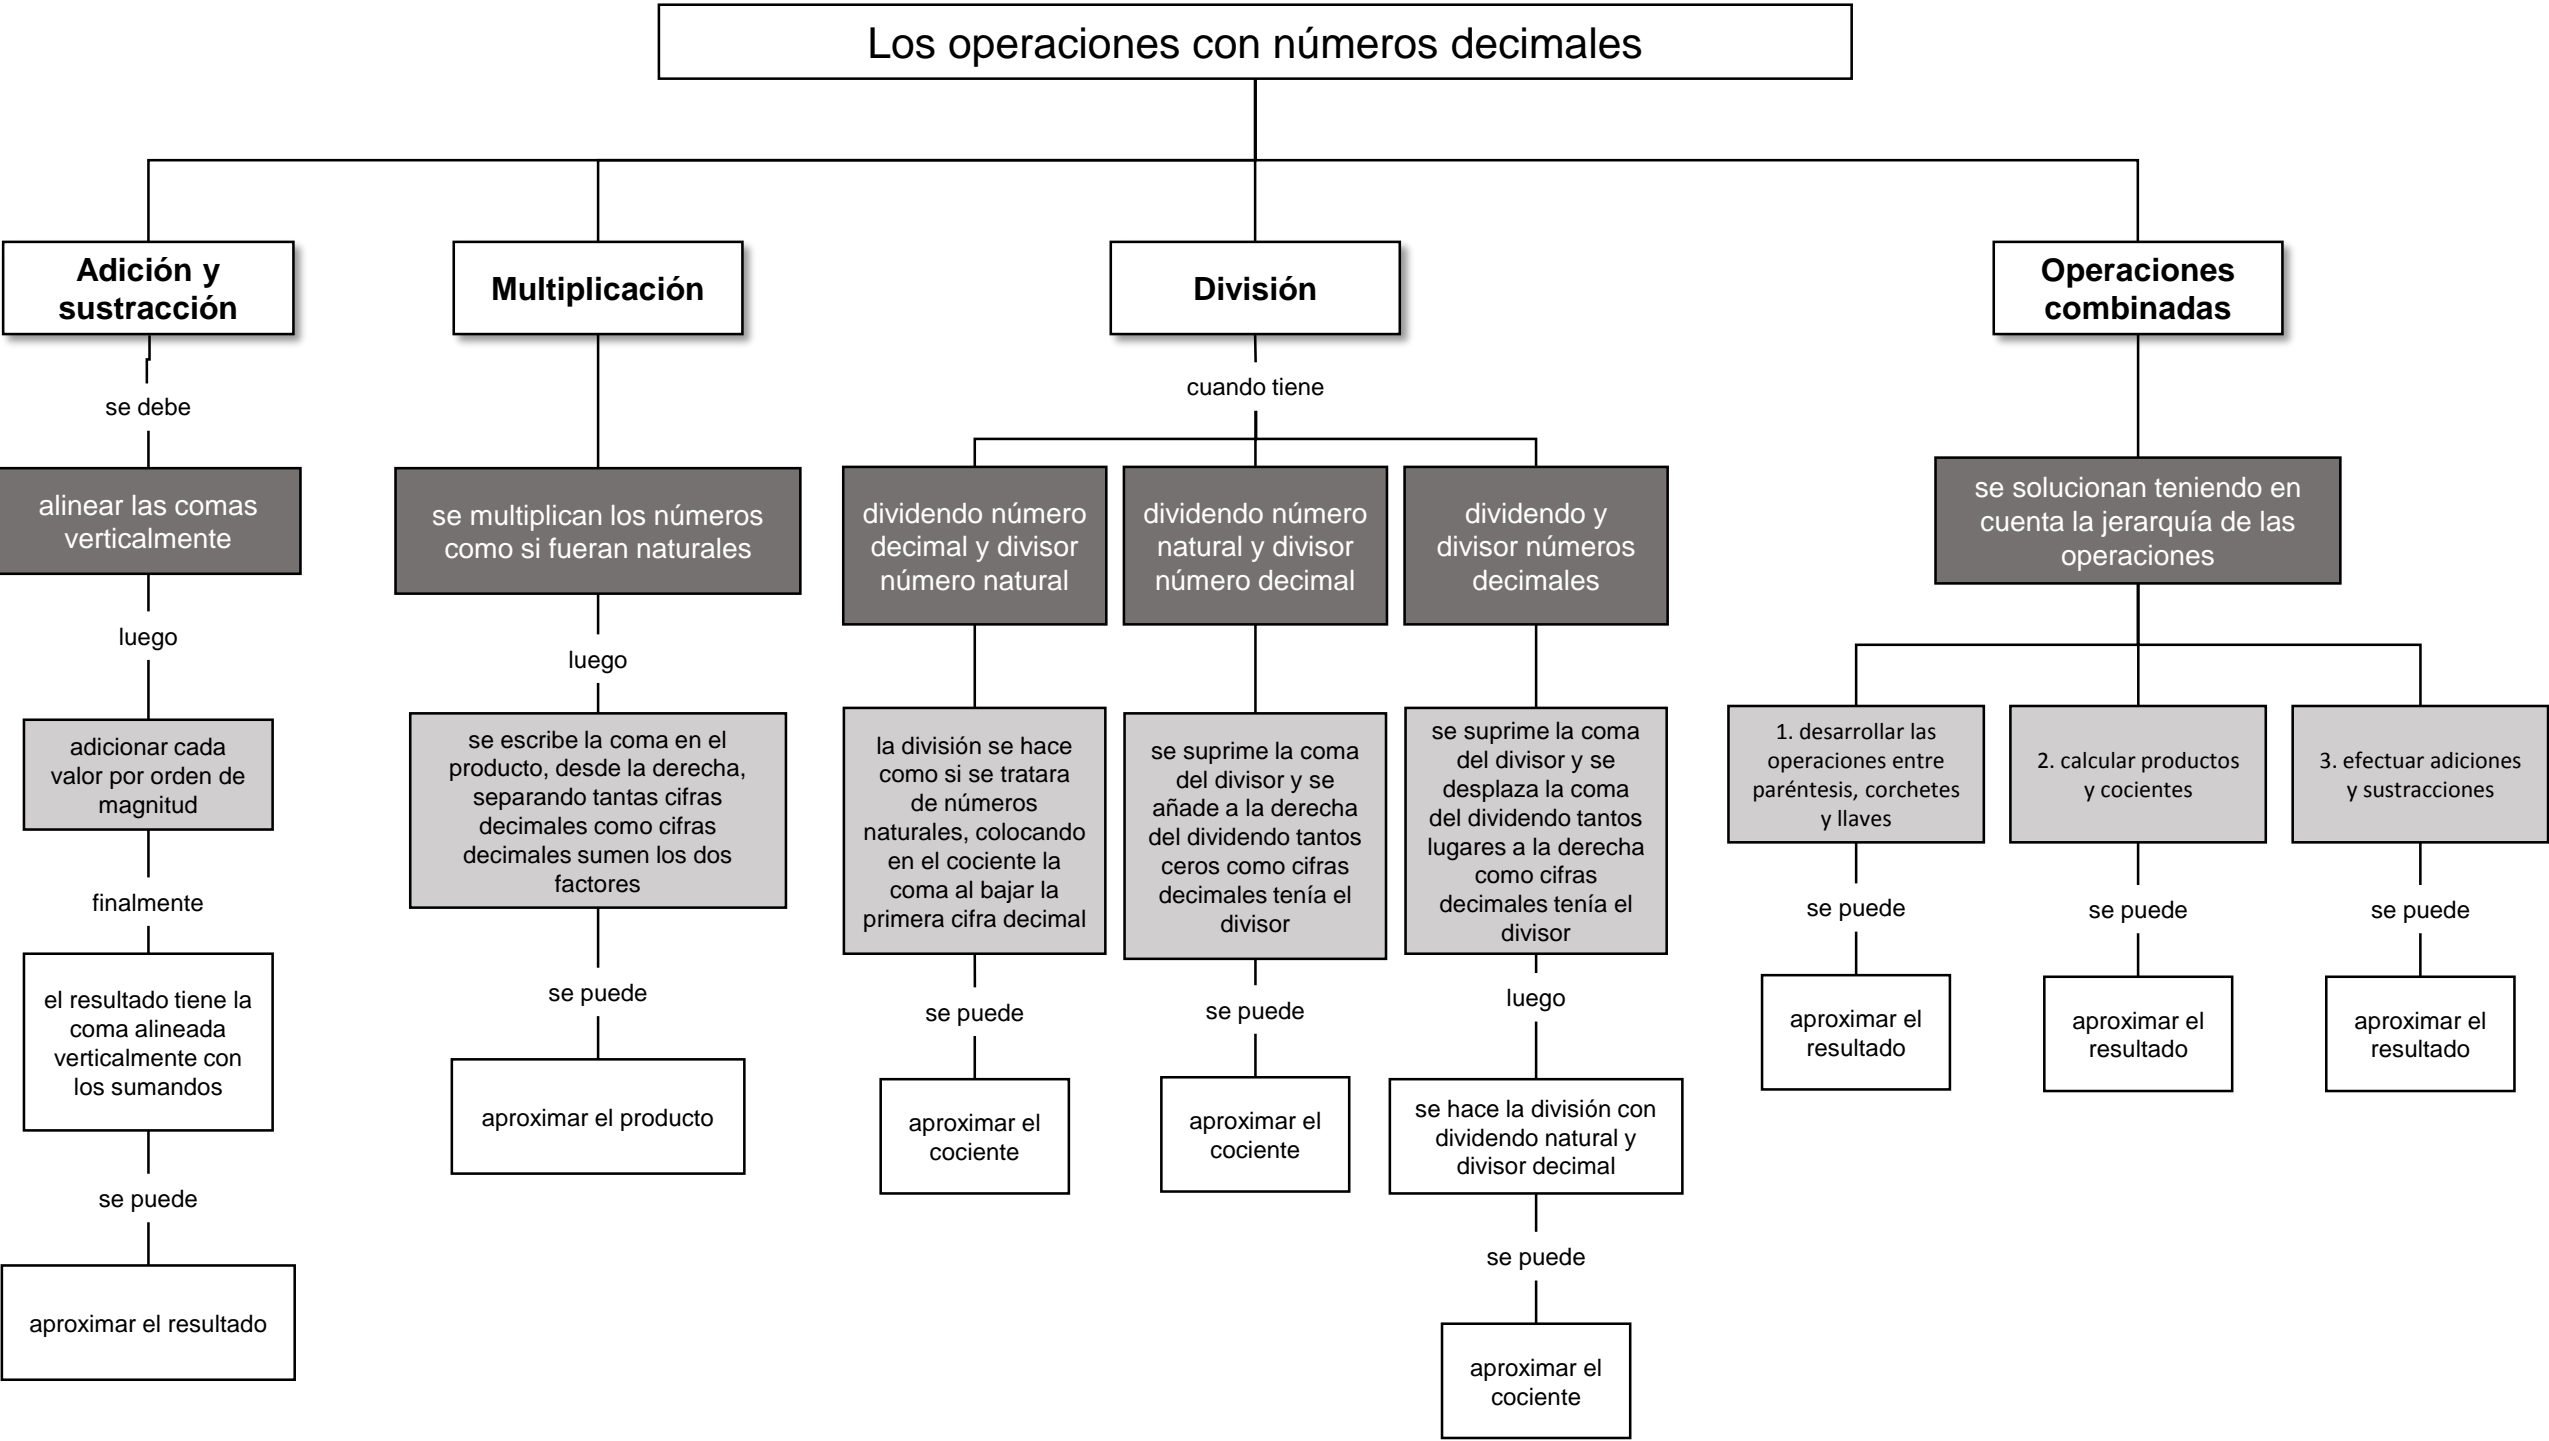 Los operaciones con números decimales
Adición y
sustracción
se debe
alinear las comas
verticalmente
luego
adicionar cada
valor por orden de
magnitud
finalmente
el resultado tiene la
coma alineada
verticalmente con
los sumandos
se puede
aproximar el resultado
Multiplicación
se multiplican los números
como si fueran naturales
luego
se escribe la coma en el
producto, desde la derecha,
separando tantas cifras
decimales como cifras
decimales sumen los dos
factores
se puede
aproximar el producto
División
cuando tiene
dividendo número
decimal y divisor
número natural
la división se hace
como si se tratara
de números
naturales, colocando
en el cociente la
coma al bajar la
primera cifra decimal
se puede
aproximar el
cociente
dividendo número
natural y divisor
número decimal
se suprime la coma
del divisor y se
añade a la derecha
del dividendo tantos
ceros como cifras
decimales tenía el
divisor
se puede
aproximar el
cociente
dividendo y
divisor números
decimales
se suprime la coma
del divisor y se
desplaza la coma
del dividendo tantos
lugares a la derecha
como cifras
decimales tenía el
divisor
luego
se hace la división con
dividendo natural y
divisor decimal
se puede
aproximar el
cociente
Operaciones
combinadas
se solucionan teniendo en
cuenta la jerarquía de las
operaciones
1. desarrollar las
operaciones entre
paréntesis, corchetes
y llaves
se puede
aproximar el
resultado
2. calcular productos
y cocientes
se puede
aproximar el
resultado
3. efectuar adiciones
y sustracciones
se puede
aproximar el
resultado